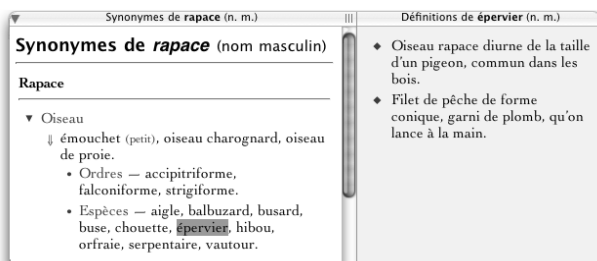 Synonymes de rapace (n. m.)
Synonymes de rapace (nom masculin)
Rapace
▼ Oiseau
⇓ émouchet (petit), oiseau charognard, oiseau
de proie.
• Ordres — accipitriforme,
falconiforme, strigiforme.
• Espèces — aigle, balbuzard, busard,
buse, chouette, épervier, hibou,
orfraie, serpentaire, vautour.
Définitions de épervier (n. m.)
◆ Oiseau rapace diurne de la taille
d'un pigeon, commun dans les
bois.
◆ Filet de pêche de forme
conique, garni de plomb, qu'on
lance à la main.